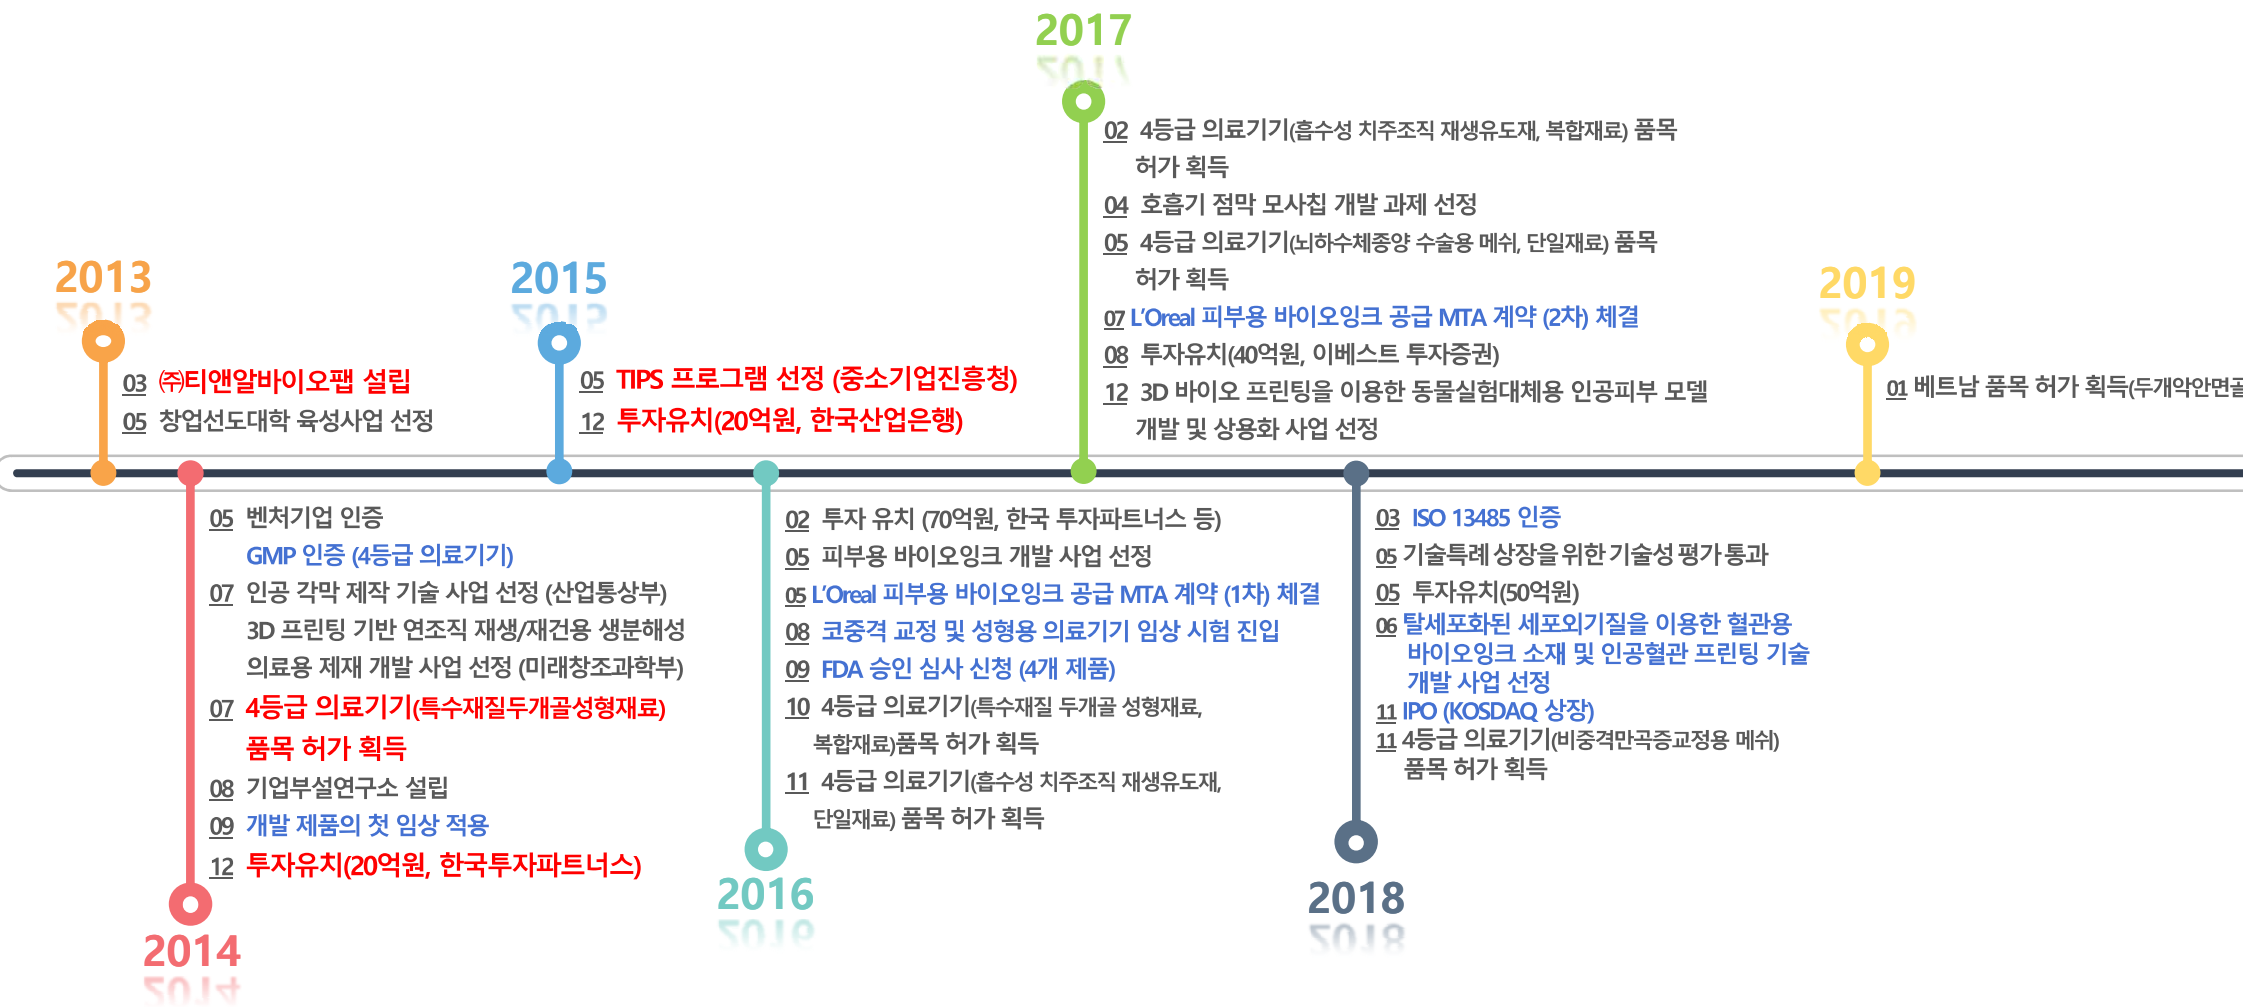 2013
03 ㈜티앤알바이오팹 설립
05 창업선도대학 육성사업 선정
2014
05 벤처기업 인증
GMP 인증 (4등급 의료기기)
07 인공 각막 제작 기술 사업 선정 (산업통상부)
3D 프린팅 기반 연조직 재생/재건용 생분해성
의료용 제재 개발 사업 선정 (미래창조과학부)
07 4등급 의료기기(특수재질두개골성형재료)
품목 허가 획득
08 기업부설연구소 설립
09 개발 제품의 첫 임상 적용
12 투자유치(20억원, 한국투자파트너스)
2015
05 TIPS 프로그램 선정 (중소기업진흥청)
12 투자유치(20억원, 한국산업은행)
2016
02 투자 유치 (70억원, 한국 투자파트너스 등)
05 피부용 바이오잉크 개발 사업 선정
05 L'Oreal 피부용 바이오잉크 공급 MTA 계약 (1차) 체결
08 코중격 교정 및 성형용 의료기기 임상 시험 진입
09 FDA 승인 심사 신청 (4개 제품)
10 4등급 의료기기(특수재질 두개골 성형재료,
복합재료)품목 허가 획득
11 4등급 의료기기(흡수성 치주조직 재생유도재,
단일재료) 품목 허가 획득
2017
02 4등급 의료기기(흡수성 치주조직 재생유도재, 복합재료) 품목
허가 획득
04 호흡기 점막 모사칩 개발 과제 선정
05 4등급 의료기기(뇌하수체종양 수술용 메쉬, 단일재료) 품목
허가 획득
07 L'Oreal 피부용 바이오잉크 공급 MTA 계약 (2차) 체결
08 투자유치(40억원, 이베스트 투자증권)
12 3D 바이오 프린팅을 이용한 동물실험대체용 인공피부 모델
개발 및 상용화 사업 선정
2018
03 ISO 13485 인증
05 기술특례 상장을 위한 기술성 평가 통과
05 투자유치(50억원)
06 탈세포화된 세포외기질을 이용한 혈관용
바이오잉크 소재 및 인공혈관 프린팅 기술
개발 사업 선정
11 IPO (KOSDAQ 상장)
11 4등급 의료기기(비중격만곡증교정용 메쉬)
품목 허가 획득
2019
01 베트남 품목 허가 획득(두개악안면골